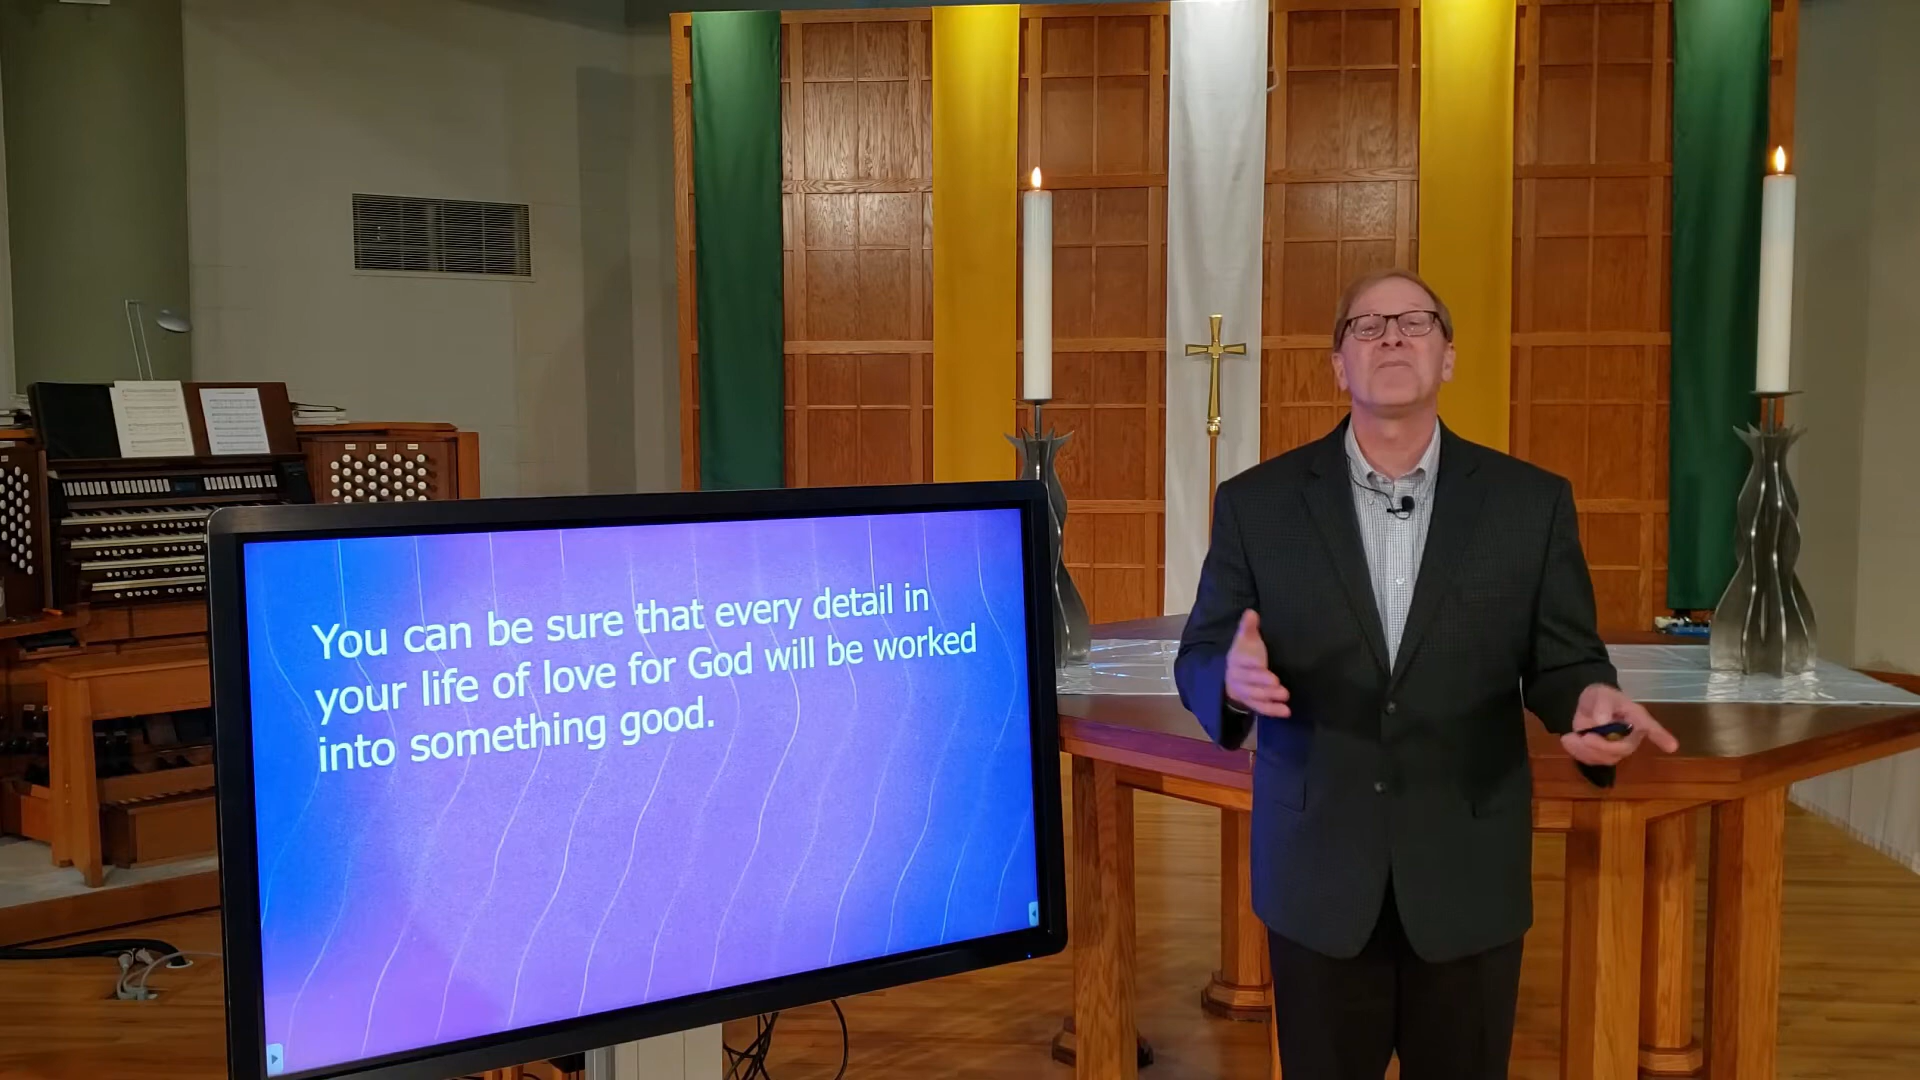 You can be sure that every detail in
your life of love for God will be worked
into something good.